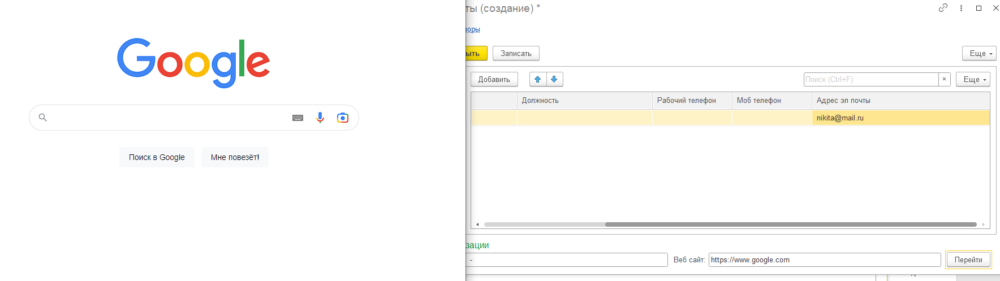 Google
Поиск в Google
Мне повезёт!
ты (создание) *
зоры
ыть
Записать
Еще
Добавить
Поиск (Ctrl+F)
×
Еще
Должность
Рабочий телефон
Моб телефон
Адрес эл почты
nikita@mail.ru
зации
-
Веб сайт:
https://www.google.com
Перейти